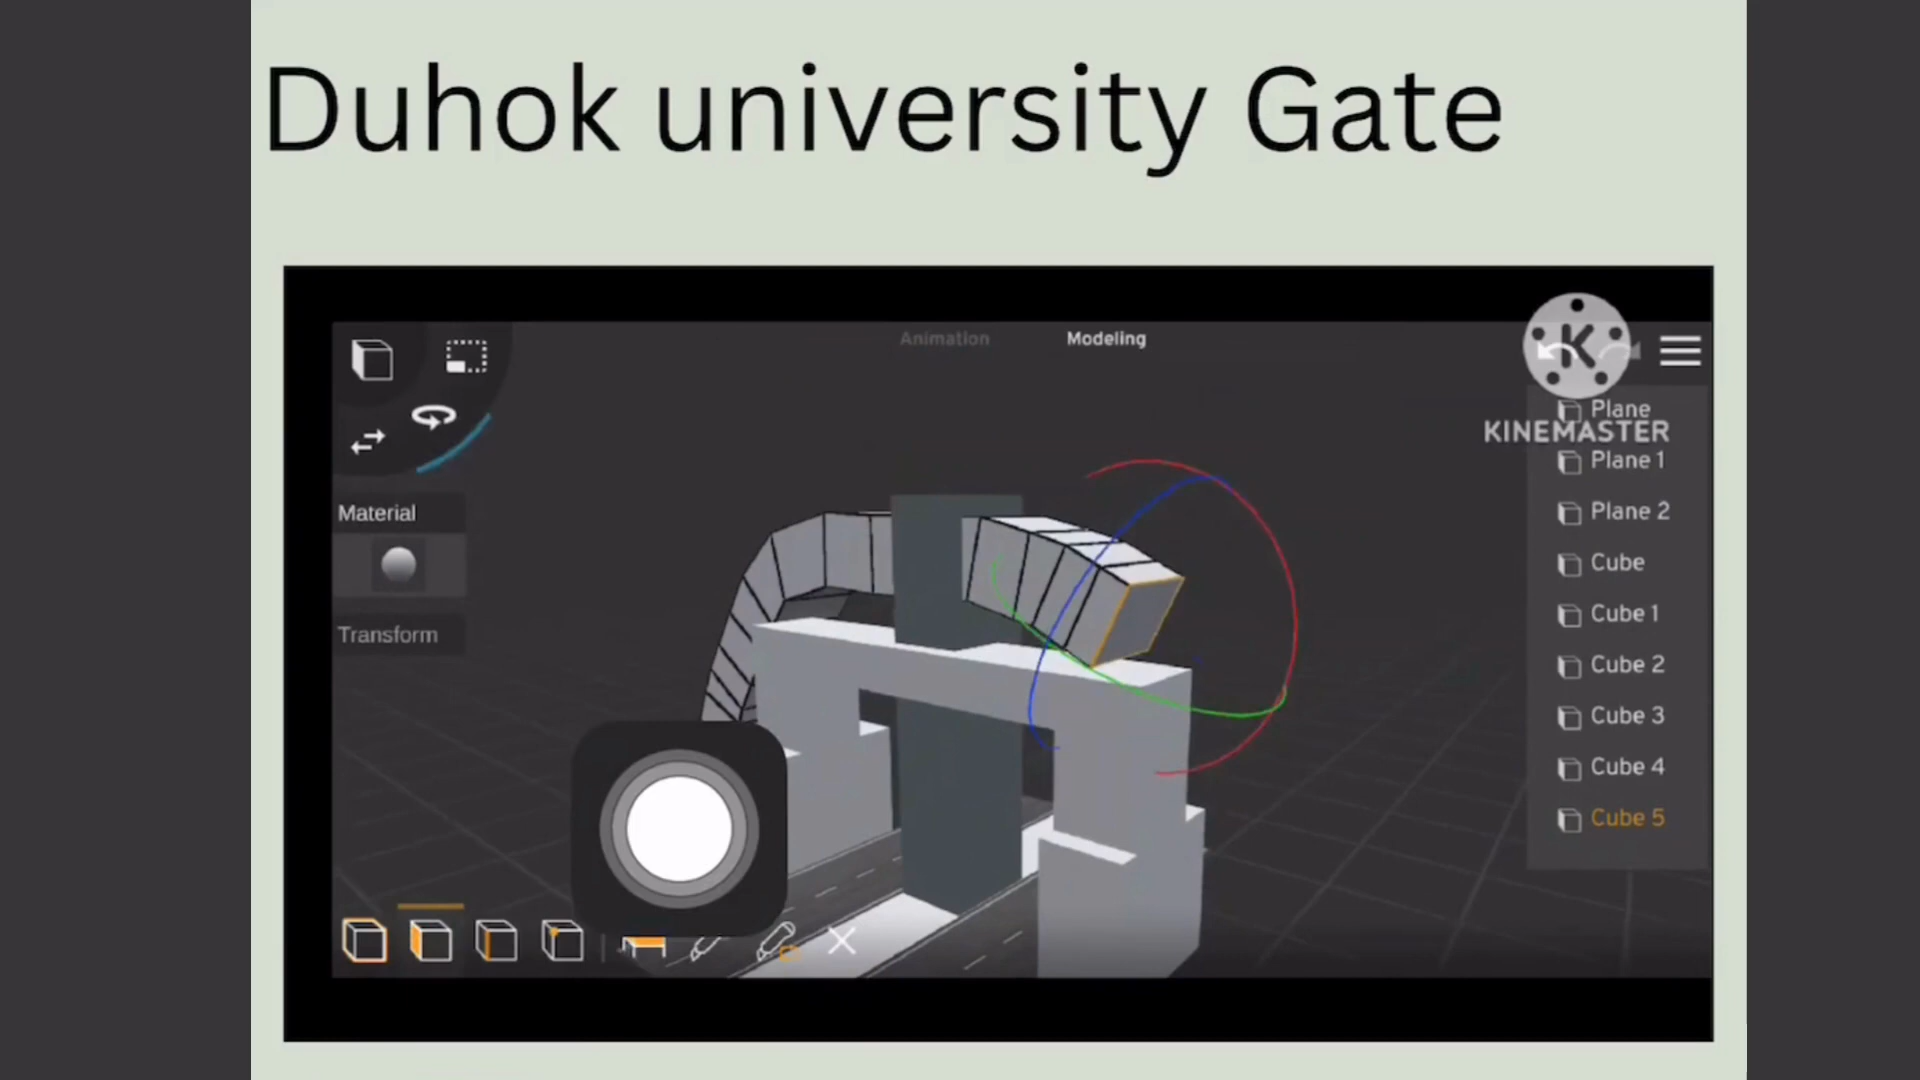 Duhok university Gate
Animation
Modeling
K
KINEMASTER
Material
Transform
Plane
Plane 1
Plane 2
Cube
Cube 1
Cube 2
Cube 3
Cube 4
Cube 5